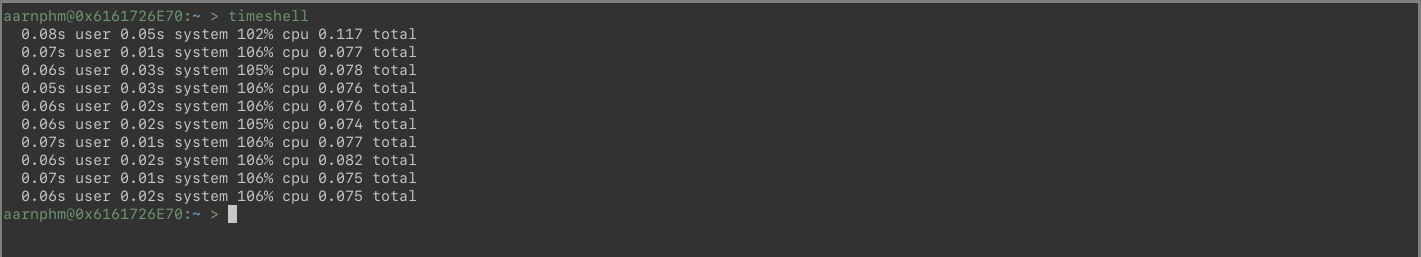 aarnphm@0x6161726E70:~ > timeshell
0.08s user 0.05s system 102% cpu 0.117 total
0.07s user 0.01s system 106% cpu 0.077 total
0.06s user 0.03s system 105% cpu 0.078 total
0.05s user 0.03s system 106% cpu 0.076 total
0.06s user 0.02s system 106% cpu 0.076 total
0.06s user 0.02s system 105% cpu 0.074 total
0.07s user 0.01s system 106% cpu 0.077 total
0.06s user 0.02s system 106% cpu 0.082 total
0.07s user 0.01s system 106% cpu 0.075 total
0.06s user 0.02s system 106% cpu 0.075 total
aarnphm@0x6161726E70:~ >